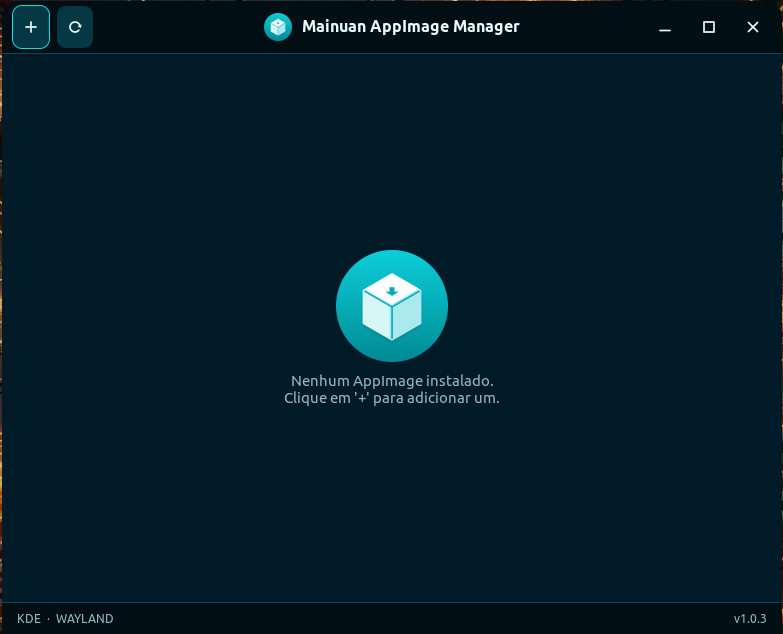 Mainuan AppImage Manager
Nenhum AppImage instalado.
Clique em '+' para adicionar um.
KDE · WAYLAND
v1.0.3